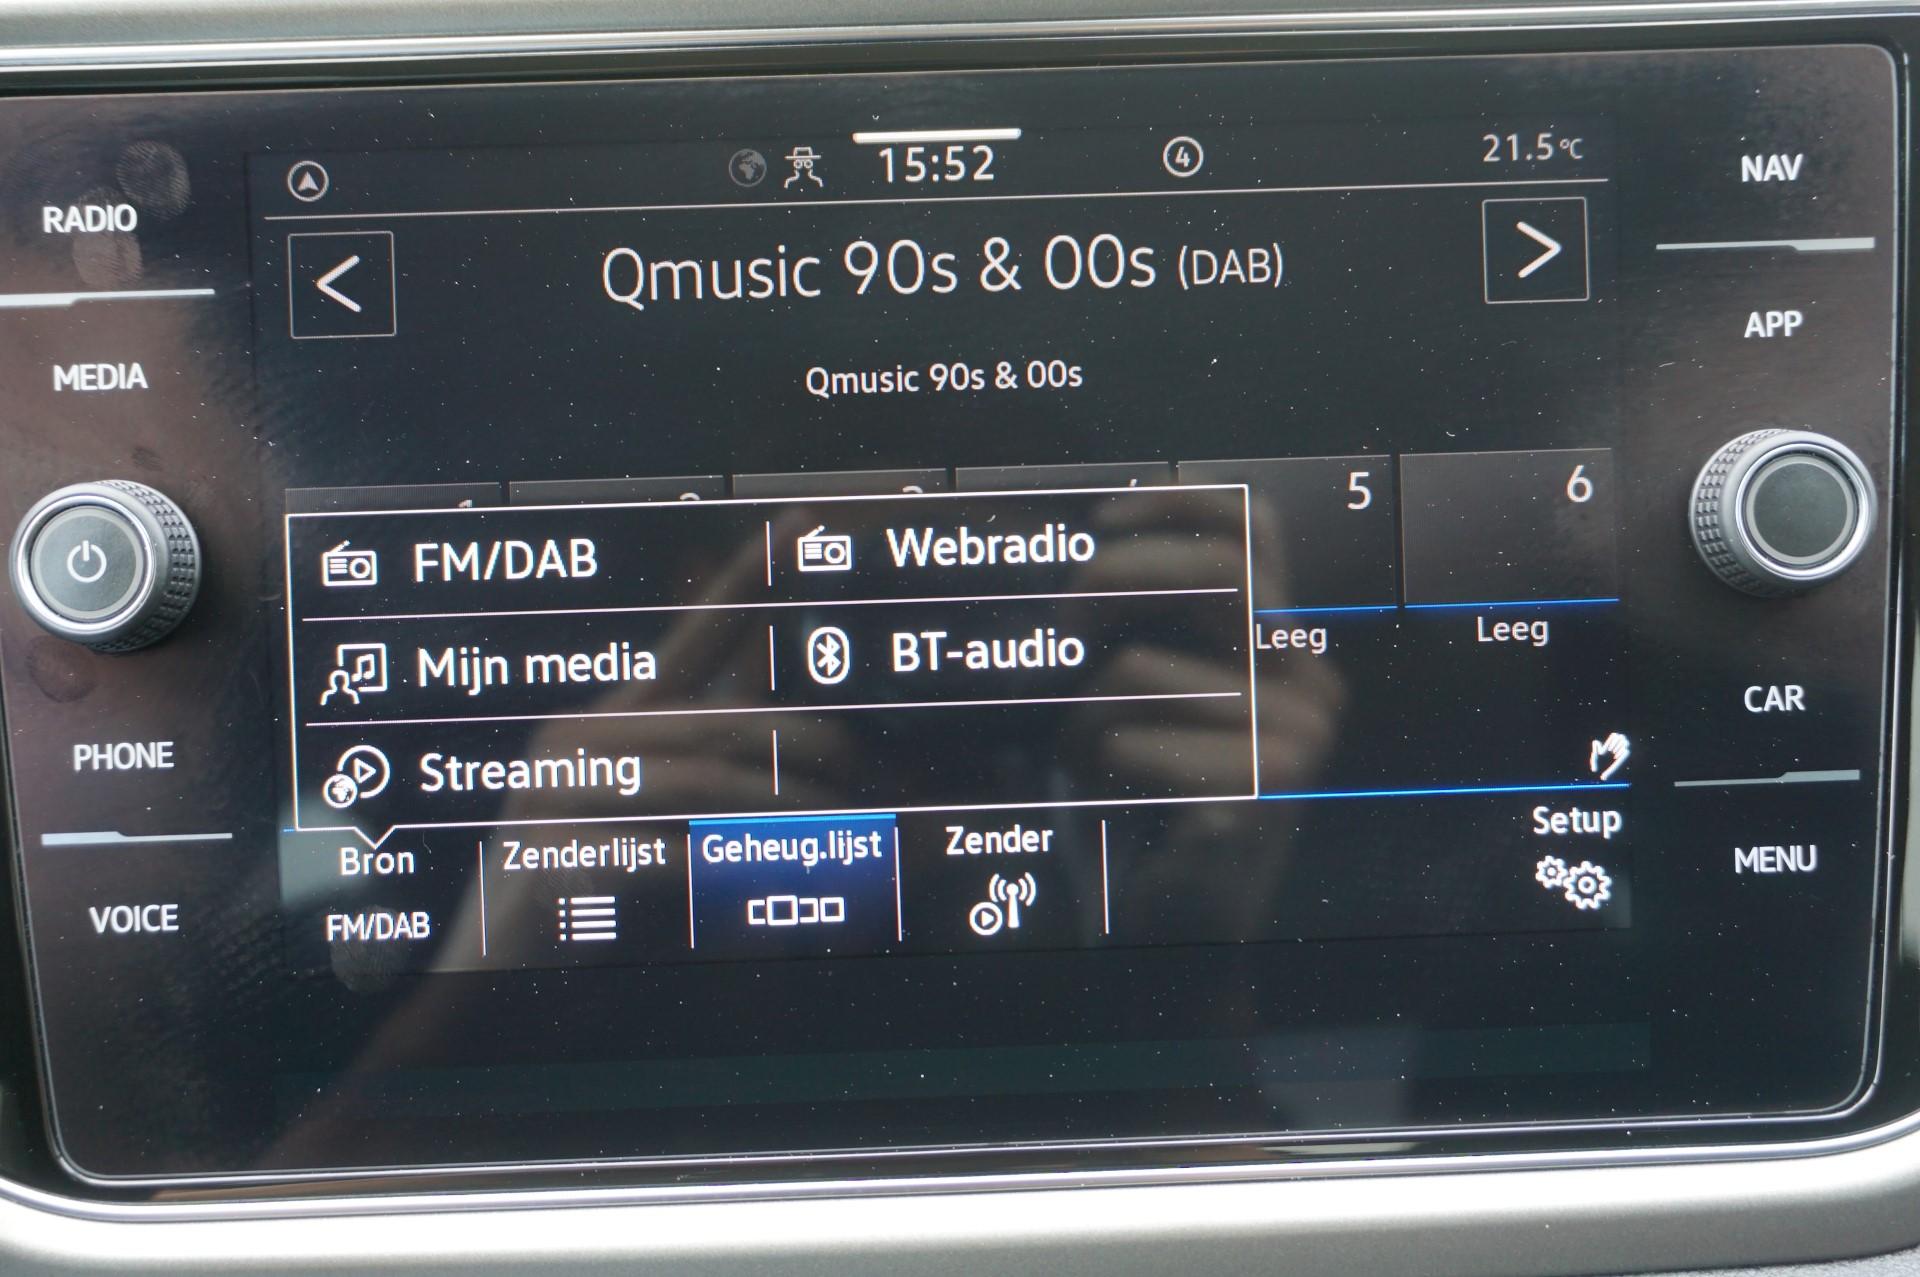 15:52
4
21.5°C
NAV
RADIO
Qmusic 90s & 00s (DAB)
APP
MEDIA
Qmusic 90s & 00s
5
6
FM/DAB
Webradio
Leeg
Leeg
Mijn media
BT-audio
CAR
PHONE
Streaming
Setup
Bron
Zenderlijst
Geheug.lijst
Zender
MENU
VOICE
FM/DAB